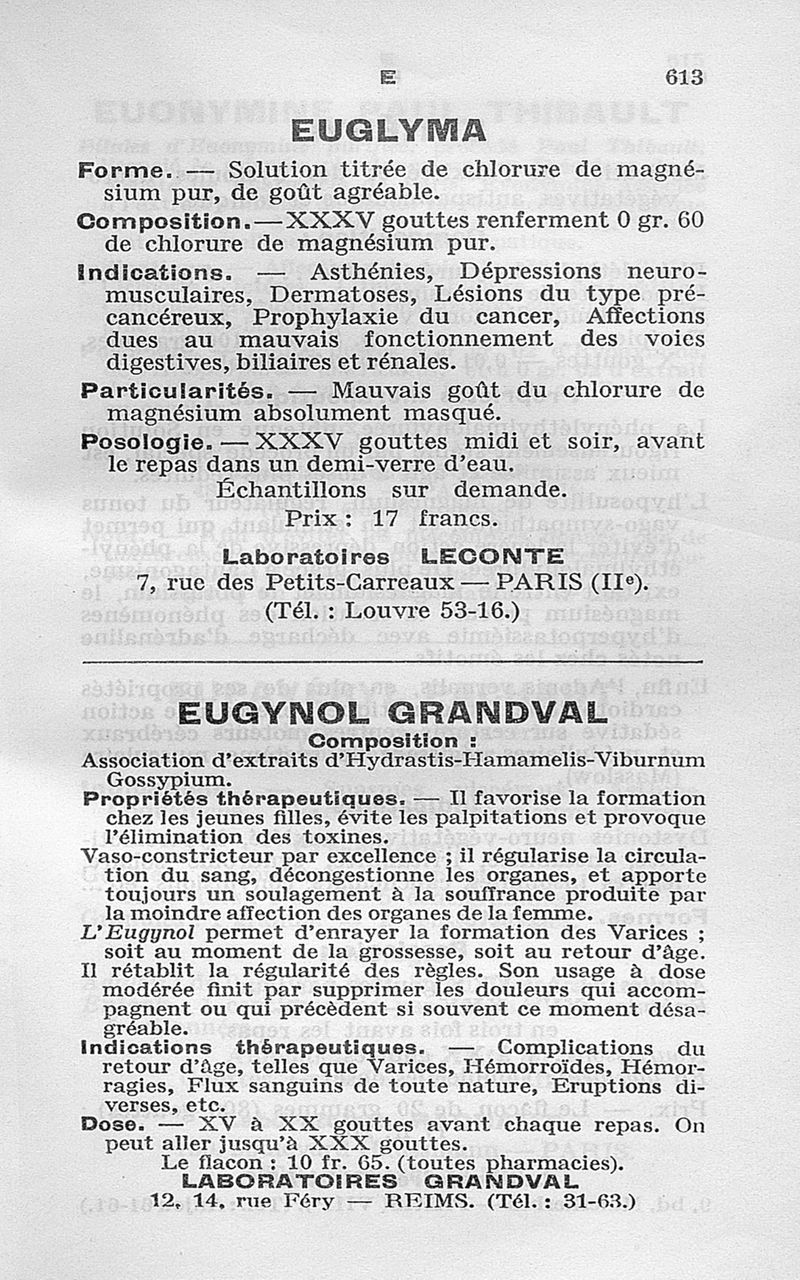 E 613
EUGLYMA
Forme. — Solution titrée de chlorure de magné-
sium pur, de goût agréable.
Composition. — XXXV gouttes renferment 0 gr. 60
de chlorure de magnésium pur.
Indications. — Asthénies, Dépressions neuro-
musculaires, Dermatoses, Lésions du type pré-
cancéreux, Prophylaxie du cancer, Affections
dues au mauvais fonctionnement des voies
digestives, biliaires et rénales.
Particularités. — Mauvais goût du chlorure de
magnésium absolument masqué.
Posologie. — XXXV gouttes midi et soir, avant
le repas dans un demi-verre d'eau.
Échantillons sur demande.
Prix : 17 francs.
Laboratoires LECONTE
7, rue des Petits-Carreaux — PARIS (IIe).
(Tél. : Louvre 53-16.)
EUGYNOL GRANDVAL
Composition :
Association d'extraits d'Hydrastis-Hamamelis-Viburnum
Gossypium.
Propriétés thérapeutiques. — Il favorise la formation
chez les jeunes filles, évite les palpitations et provoque
l'élimination des toxines.
Vaso-constricteur par excellence ; il régularise la circula-
tion du sang, décongestionne les organes, et apporte
toujours un soulagement à la souffrance produite par
la moindre affection des organes de la femme.
L'Eugynol permet d'enrayer la formation des Varices ;
soit au moment de la grossesse, soit au retour d'âge.
Il rétablit la régularité des règles. Son usage à dose
modérée finit par supprimer les douleurs qui accom-
pagnent ou qui précèdent si souvent ce moment désa-
gréable.
Indications thérapeutiques. — Complications du
retour d'âge, telles que Varices, Hémorroïdes, Hémor-
ragies, Flux sanguins de toute nature, Eruptions di-
verses, etc.
Dose. — XV à XX gouttes avant chaque repas. On
peut aller jusqu'à XXX gouttes.
Le flacon : 10 fr. 65. (toutes pharmacies).
LABORATOIRES GRANDVAL
12, 14, rue Féry — REIMS. (Tél. : 31-63.)